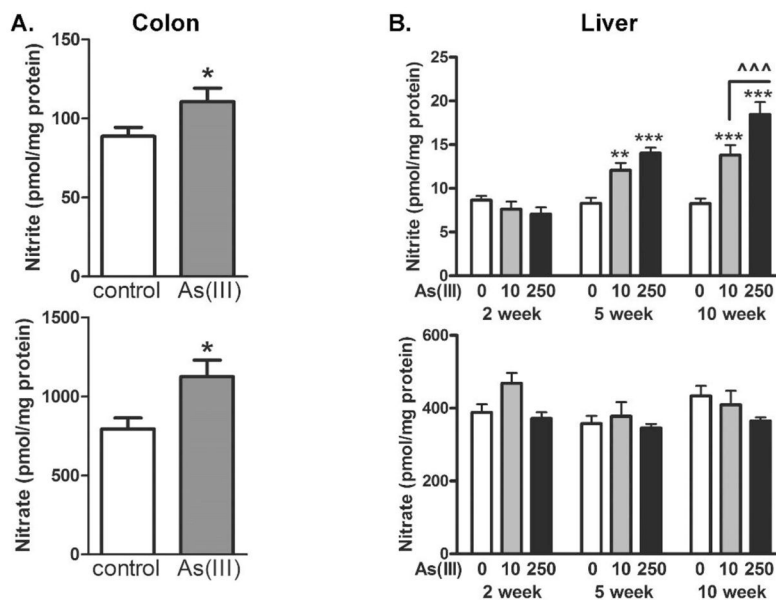 A. Colon
Nitrite (pmol/mg protein)
150
100
50
0
*
control As(III)
Nitrate (pmol/mg protein)
1500
1000
500
0
*
control As(III)
B. Liver
Nitrite (pmol/mg protein)
25
20
15
10
5
0
^^^
** *** *** ***
As(III) 0 10 250 0 10 250 0 10 250
2 week 5 week 10 week
Nitrate (pmol/mg protein)
600
400
200
0
As(III) 0 10 250 0 10 250 0 10 250
2 week 5 week 10 week